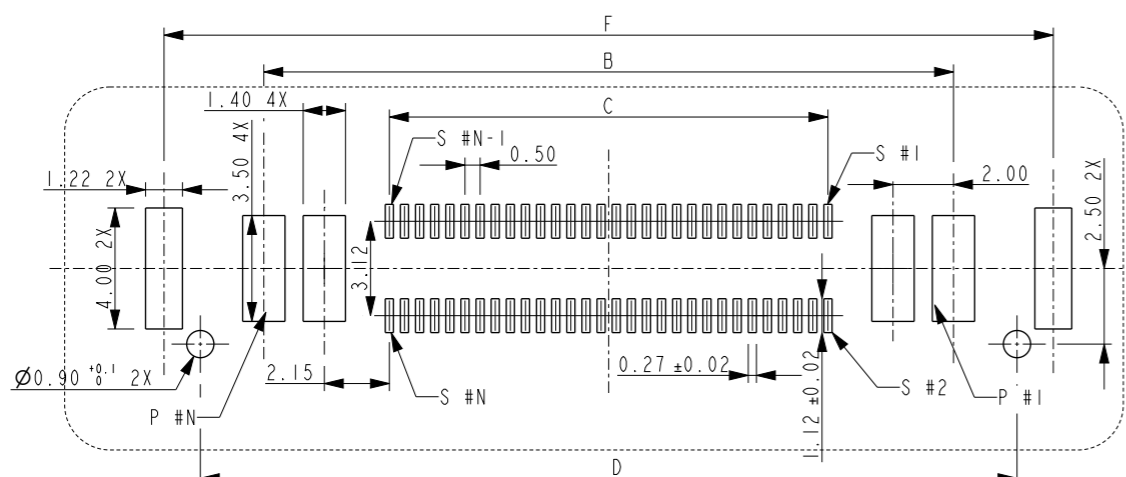 F
B
1.40 4X
C
S #N-1
0.50
S #1
3.50 4X
1.22 2X
2.00
2.50 2X
4.00 2X
3.12
Ø0.90 +0.1 0 2X
2.15
0.27 ±0.02
1.12 ±0.02
S #2
P #N
S #N
P #1
D